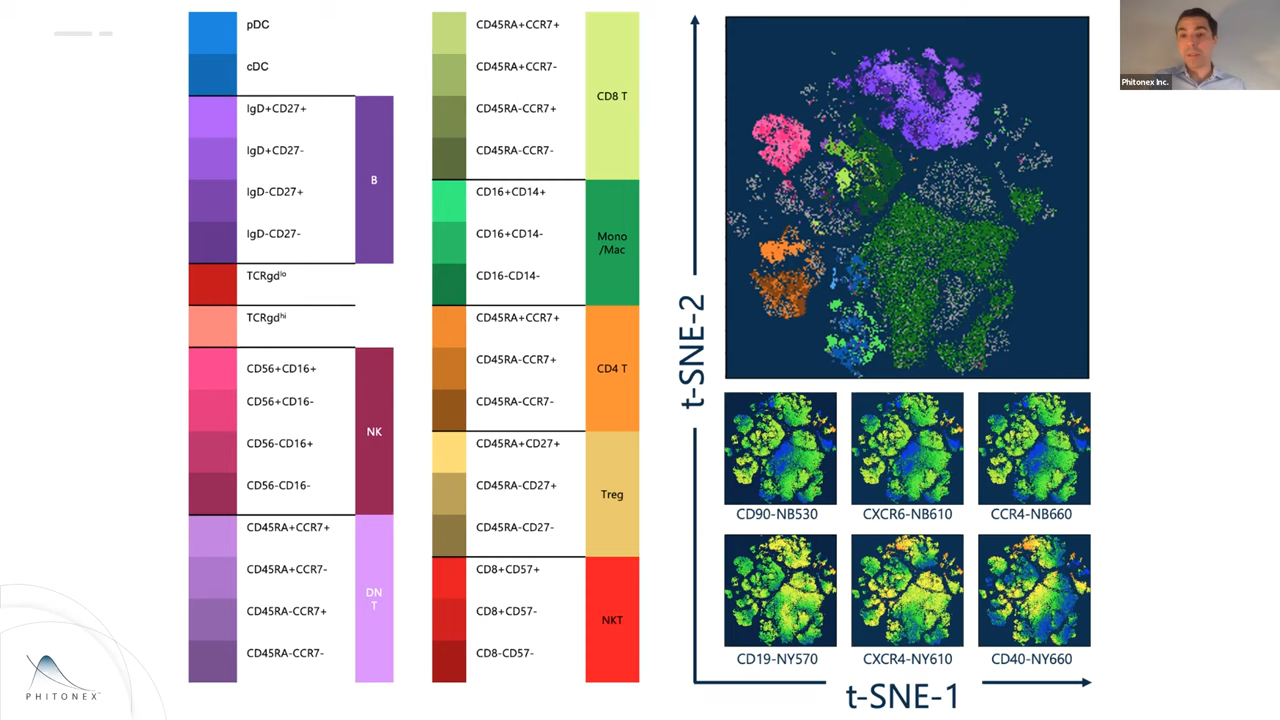 pDC
cDC
IgD+CD27+
IgD+CD27-
IgD-CD27+
IgD-CD27-
B
TCRgdlo
TCRgdhi
CD56+CD16+
CD56+CD16-
CD56-CD16+
CD56-CD16-
NK
CD45RA+CCR7+
CD45RA+CCR7-
CD45RA-CCR7+
CD45RA-CCR7-
DN
T
CD45RA+CCR7+
CD45RA+CCR7-
CD45RA-CCR7+
CD45RA-CCR7-
CD8 T
CD16+CD14+
CD16+CD14-
CD16-CD14-
Mono
/Mac
CD45RA+CCR7+
CD45RA-CCR7+
CD45RA-CCR7-
CD4 T
CD45RA+CD27+
CD45RA-CD27+
CD45RA-CD27-
Treg
CD8+CD57+
CD8+CD57-
CD8-CD57-
NKT
t-SNE-2
CD90-NB530
CXCR6-NB610
CCR4-NB660
CD19-NY570
CXCR4-NY610
CD40-NY660
t-SNE-1
Phitonex Inc.
PHITONEX™